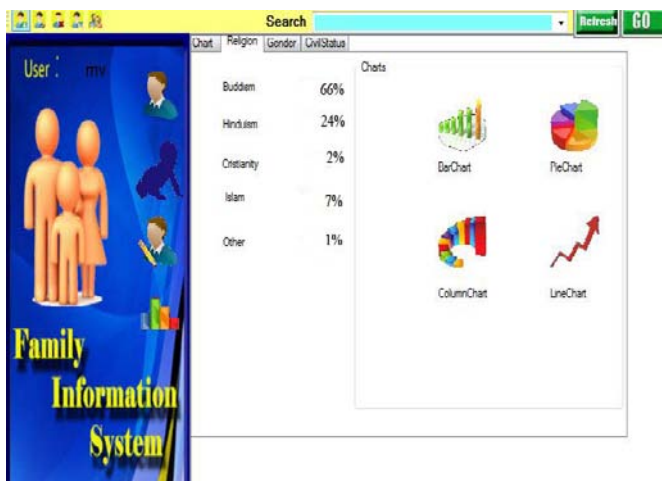 Search Refresh GO
Chart Religion Gendor CivilStatus
User : mv
Charts
Buddism 66%
Hinduism 24%
Cristianity 2%
Islam 7%
Other 1%
BarChart PieChart
ColumnChart LineChart
Family
Information
System